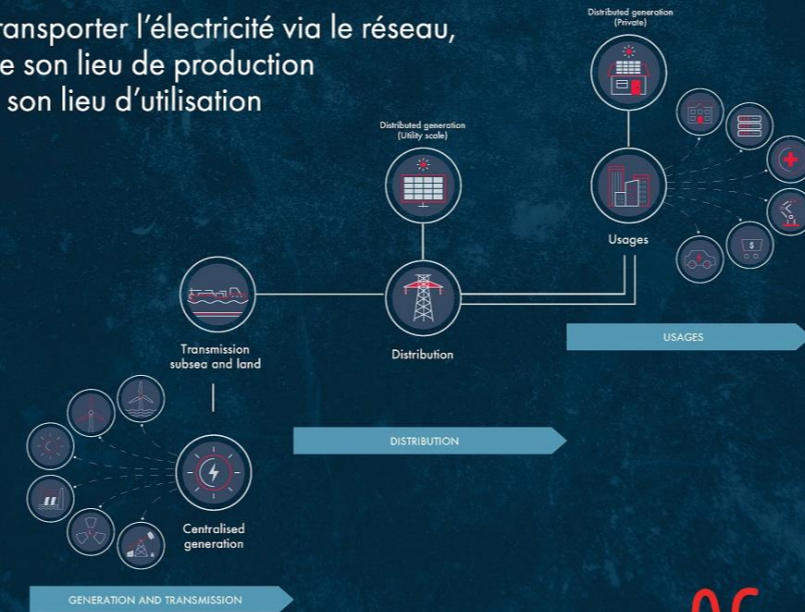 ransporter l'électricité via le réseau,
e son lieu de production
son lieu d'utilisation
Distributed generation
(Private)
Distributed generation
(Utility scale)
$
Usages
Transmission
subsea and land
Distribution
USAGES
DISTRIBUTION
Centralised
generation
GENERATION AND TRANSMISSION